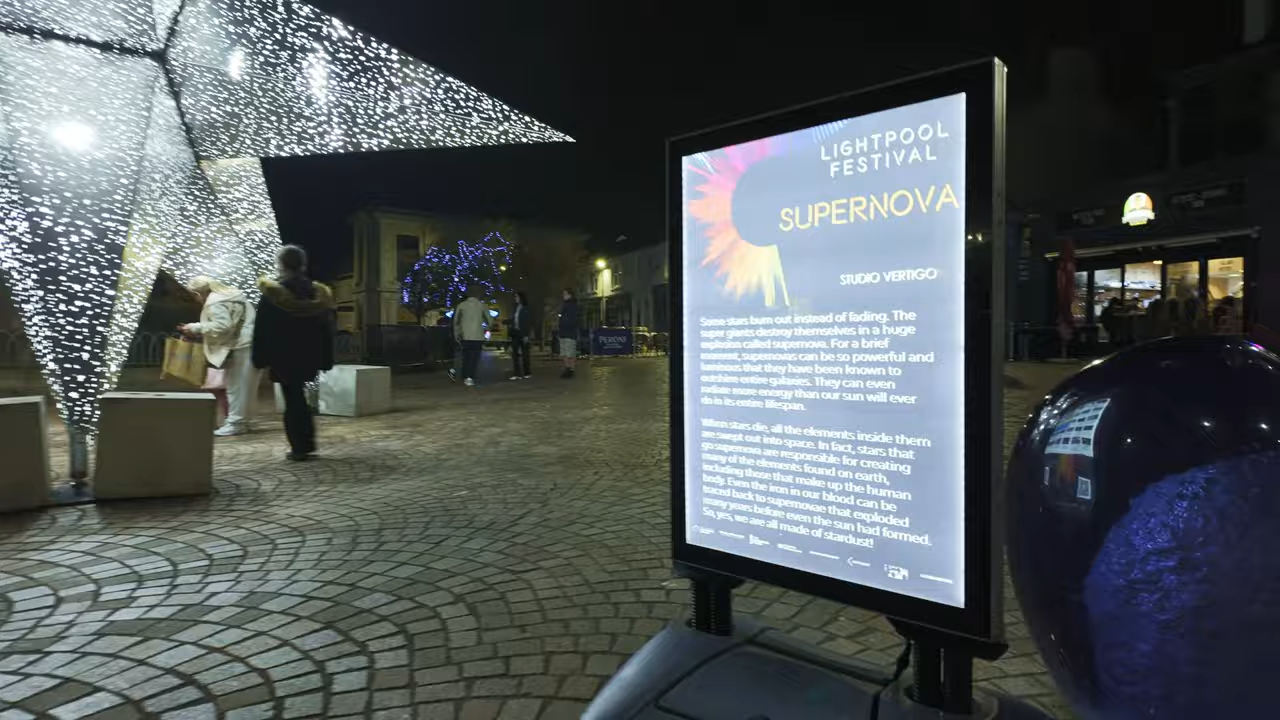 LIGHTPOOL
FESTIVAL
SUPERNOVA
STUDIO VERTIGO
Some stars burn out instead of fading. The
super giants destroy themselves in a huge
explosion called supernova. For a brief
moment, supernovas can be so powerful and
luminous that they have been known to
outshine entire galaxies. They can even
radiate more energy than our sun will ever
do in its entire lifespan.
When stars die, all the elements inside them
are swept out into space. In fact, stars that
go supernova are responsible for creating
many of the elements found on earth,
including those that make up the human
body. Even the iron in our blood can be
traced back to supernovae that exploded
many years before even the sun had formed.
So, yes, we are all made of stardust!
PERONI